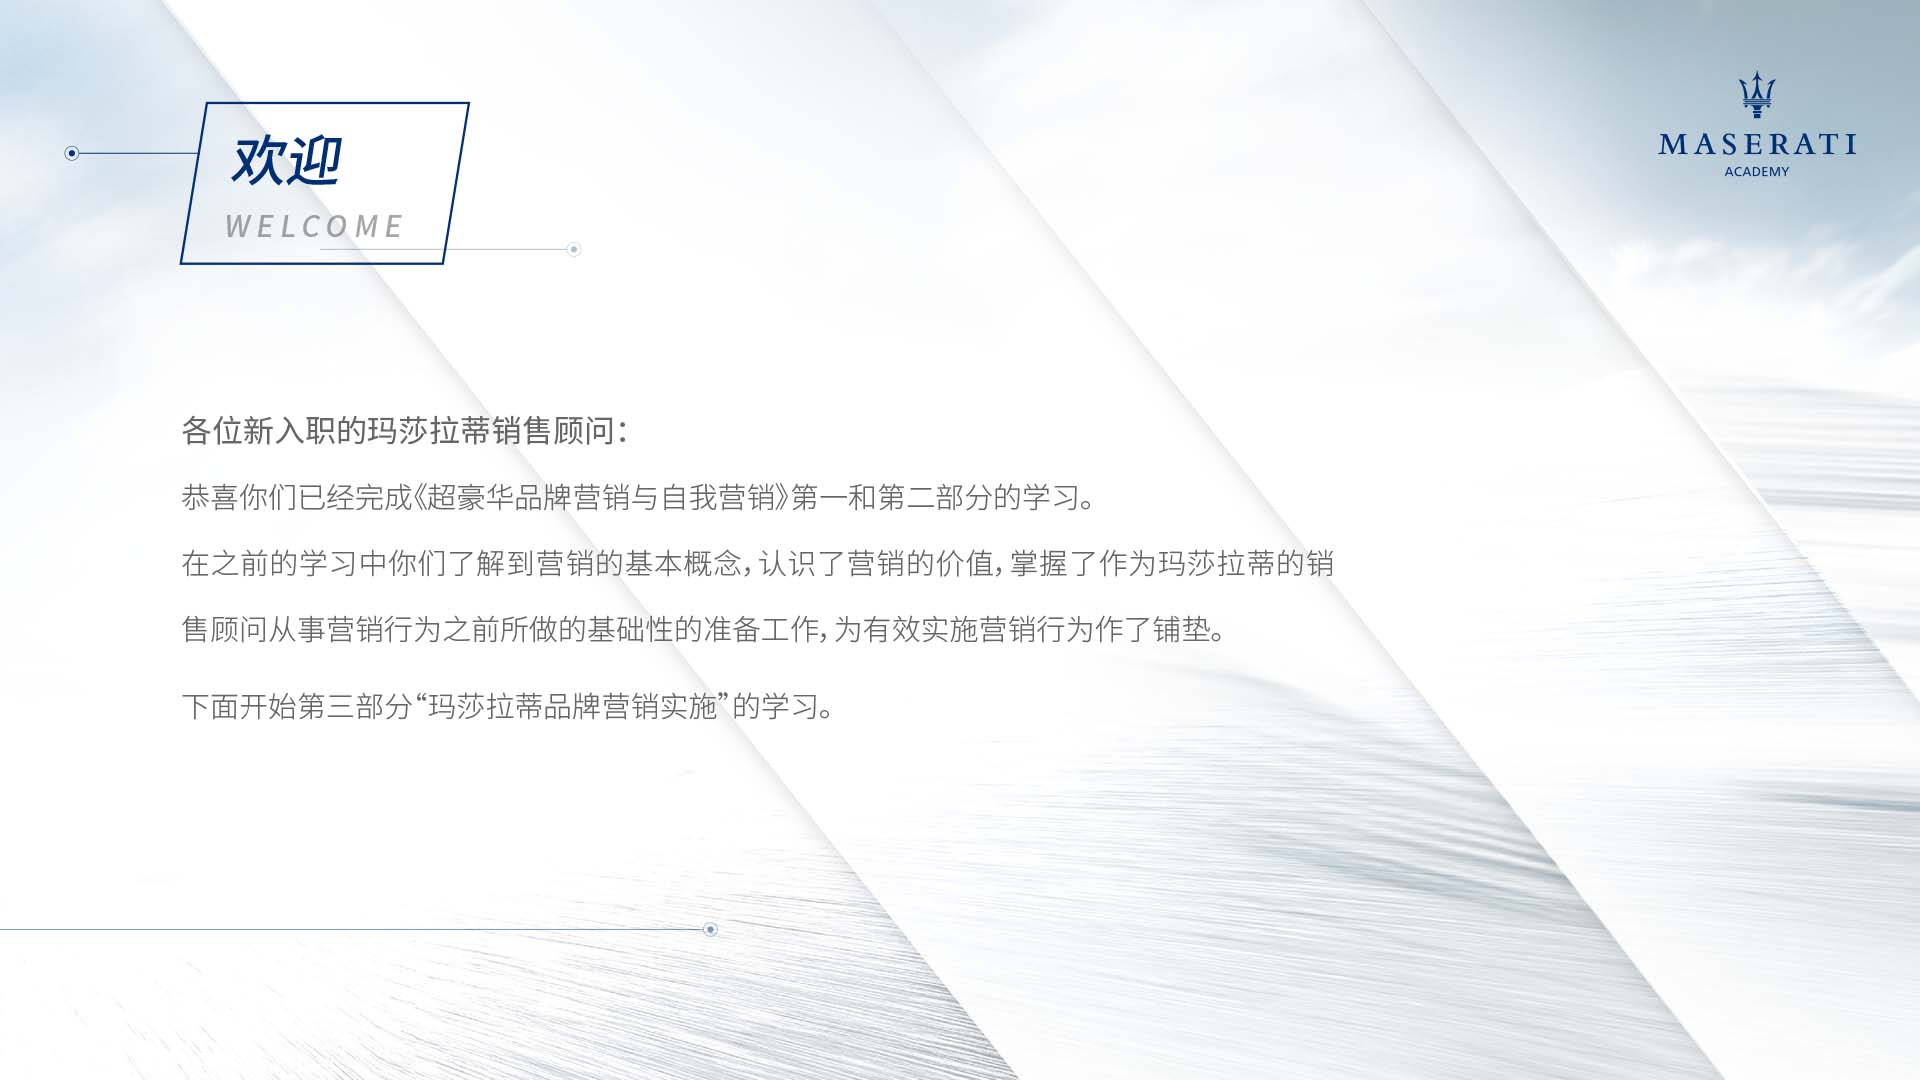 欢迎
WELCOME
MASERATI
ACADEMY
各位新入职的玛莎拉蒂销售顾问：
恭喜你们已经完成《超豪华品牌营销与自我营销》第一和第二部分的学习。
在之前的学习中你们了解到营销的基本概念，认识了营销的价值，掌握了作为玛莎拉蒂的销
售顾问从事营销行为之前所做的基础性的准备工作，为有效实施营销行为作了铺垫。
下面开始第三部分“玛莎拉蒂品牌营销实施”的学习。